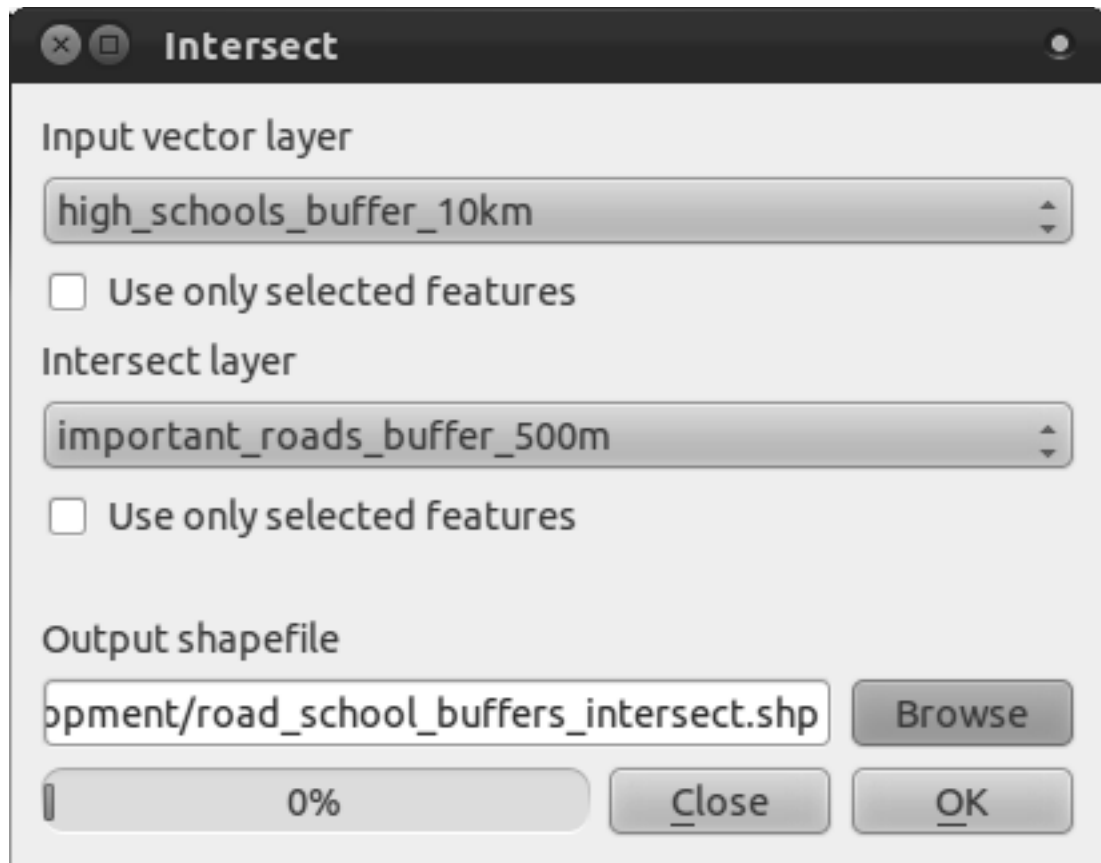 Intersect
Input vector layer
high_schools_buffer_10km
Use only selected features
Intersect layer
important_roads_buffer_500m
Use only selected features
Output shapefile
opment/road_school_buffers_intersect.shp Browse
0% Close OK